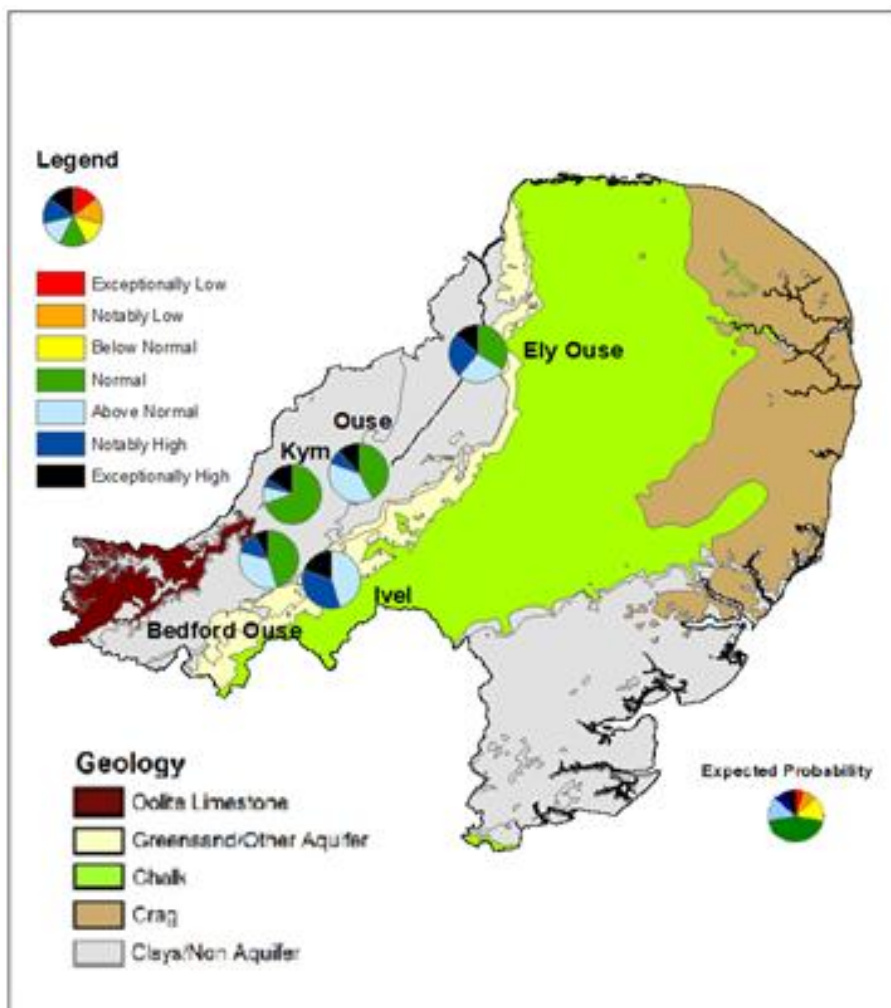 Legend
Exceptionally Low
Notably Low
Below Normal
Normal
Above Normal
Notably High
Exceptionally High
Ely Ouse
Ouse
Kym
Ivel
Bedford Ouse
Geology
Oolite Limestone
Greensand/Other Aquifer
Chalk
Crag
Clays/Non Aquifer
Expected Probability